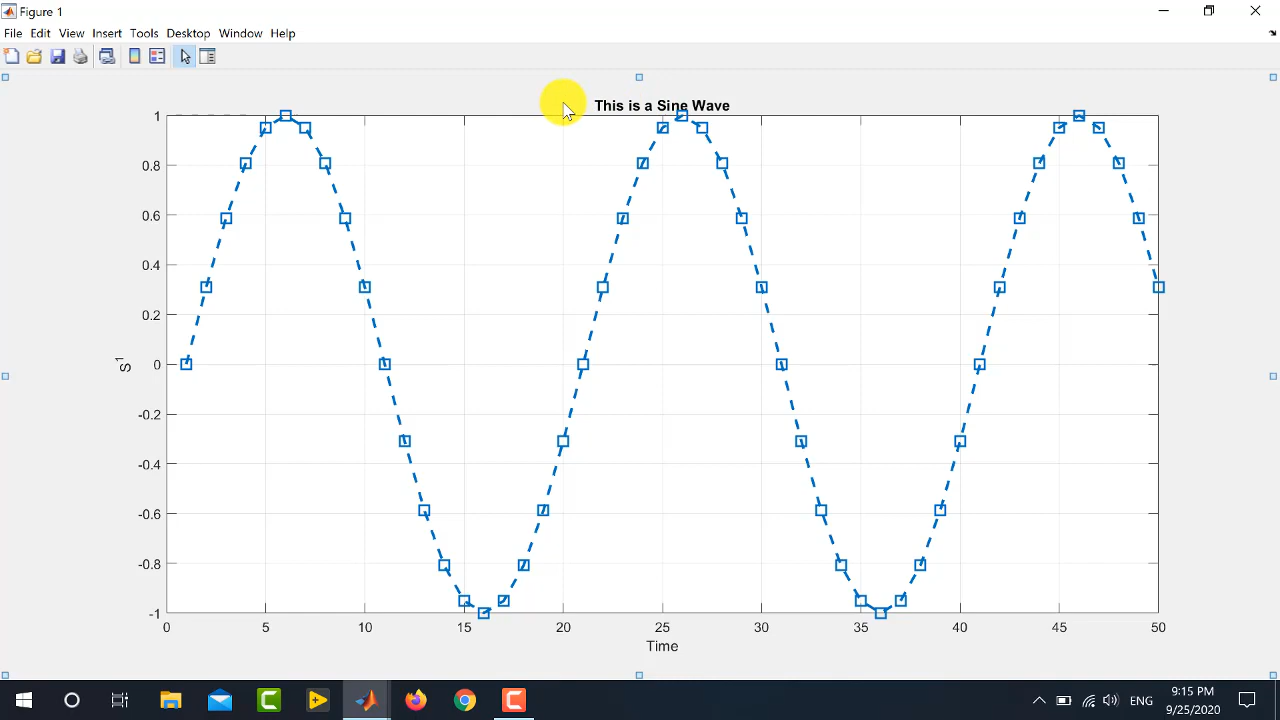 Figure 1
File Edit View Insert Tools Desktop Window Help
This is a Sine Wave
1
0.8
0.6
0.4
0.2
0
-0.2
-0.4
-0.6
-0.8
-1
S¹
0 5 10 15 20 25 30 35 40 45 50
Time
ENG
9:15 PM
9/25/2020